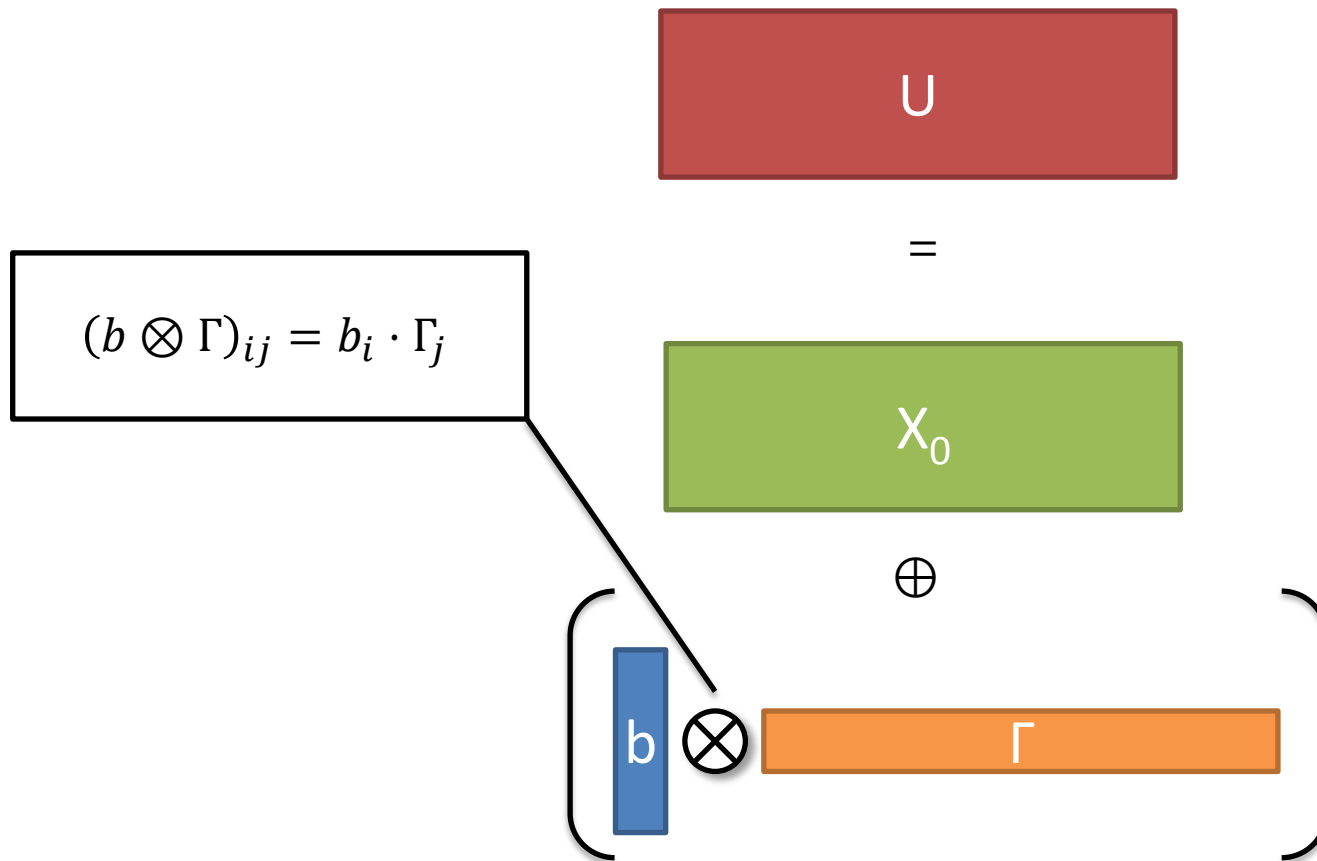 U
=
(b ⊗ Γ)ᵢⱼ = bᵢ · Γⱼ
X₀
⊕
( b ⊗ Γ )